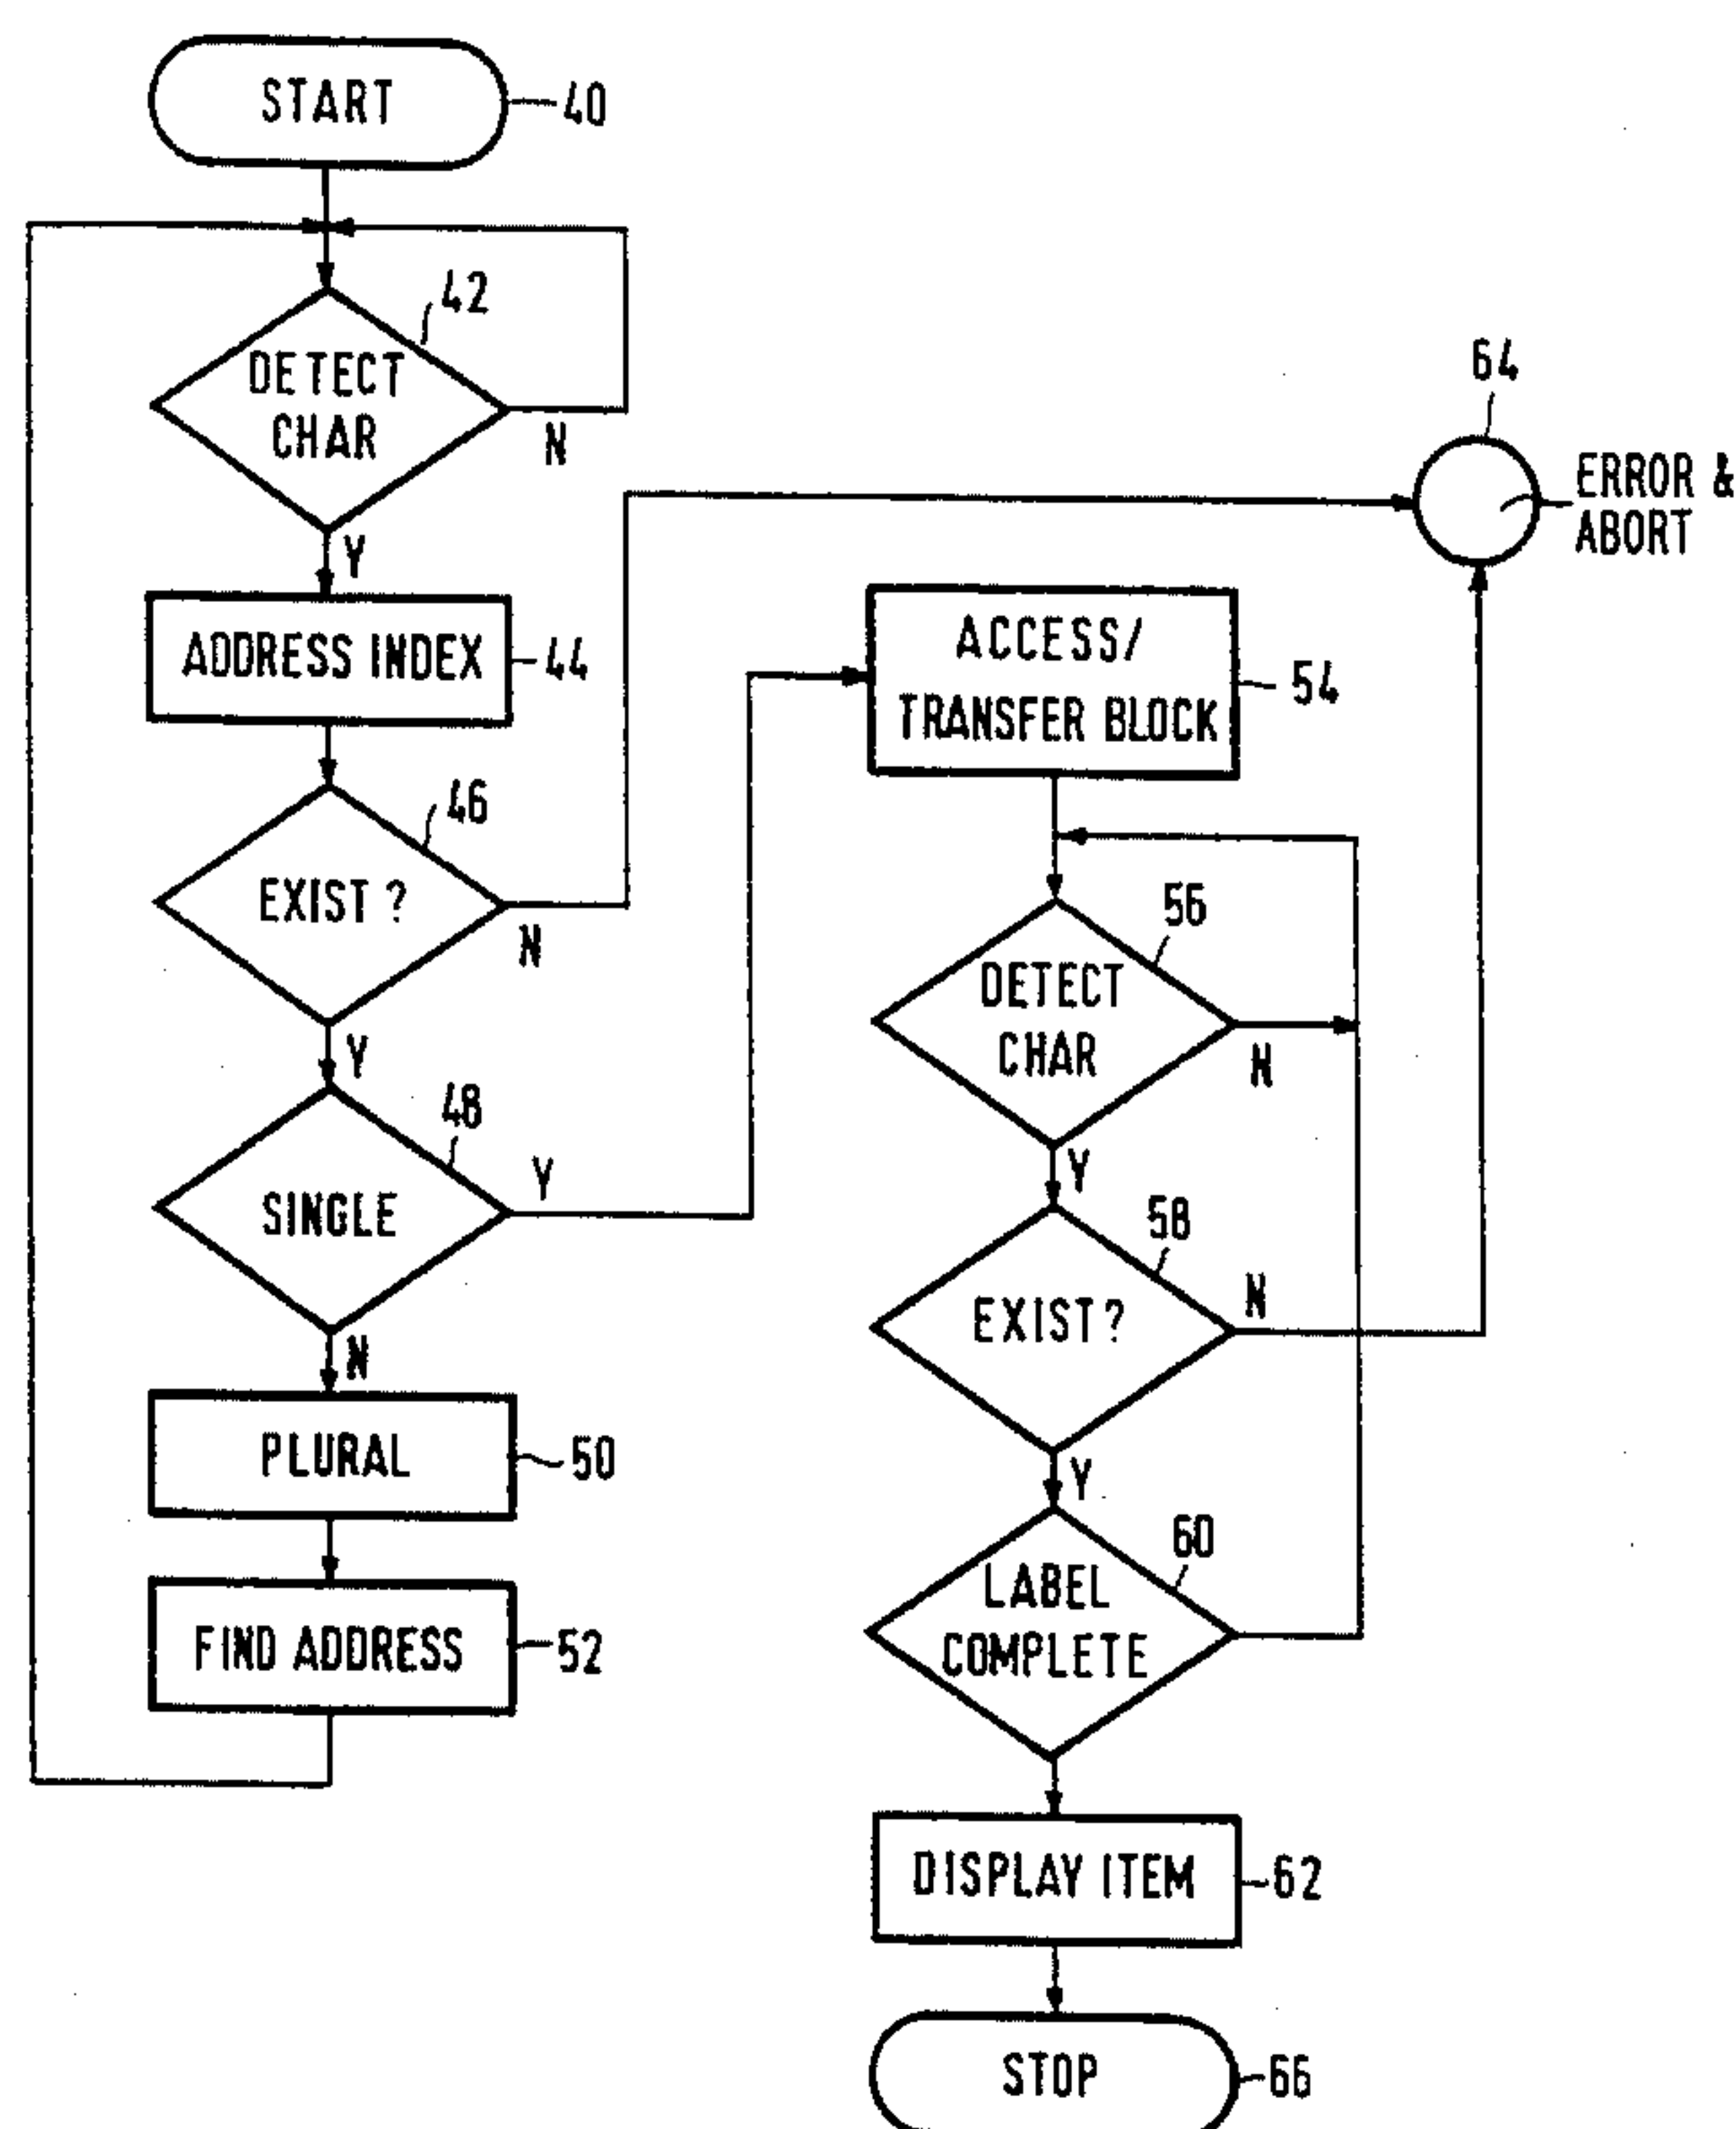 START
40
42
DETECT
CHAR
N
Y
ADDRESS INDEX
44
46
EXIST ?
N
Y
48
SINGLE
Y
N
PLURAL
50
FIND ADDRESS
52
64
ERROR &
ABORT
ACCESS/
TRANSFER BLOCK
54
56
DETECT
CHAR
N
Y
58
EXIST?
N
Y
60
LABEL
COMPLETE
DISPLAY ITEM
62
STOP
66